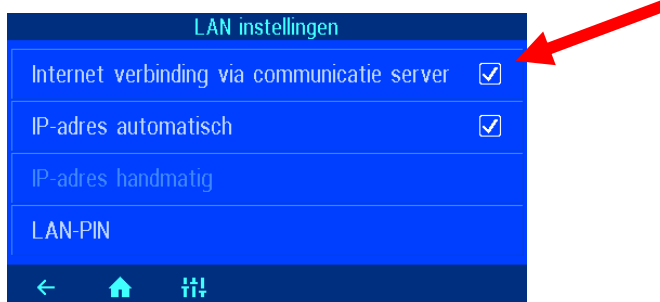 LAN instellingen
Internet verbinding via communicatie server
IP-adres automatisch
IP-adres handmatig
LAN-PIN